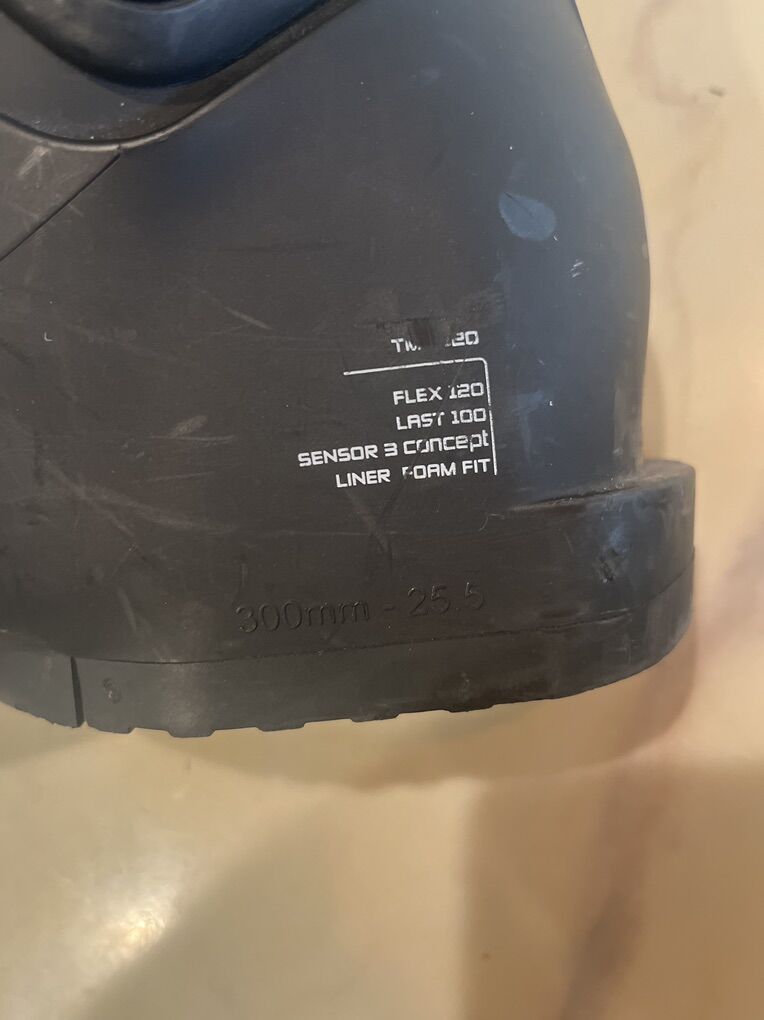 FLEX 120
LAST 100
SENSOR 3 Concept
LINER FOAM FIT
300mm - 25.5